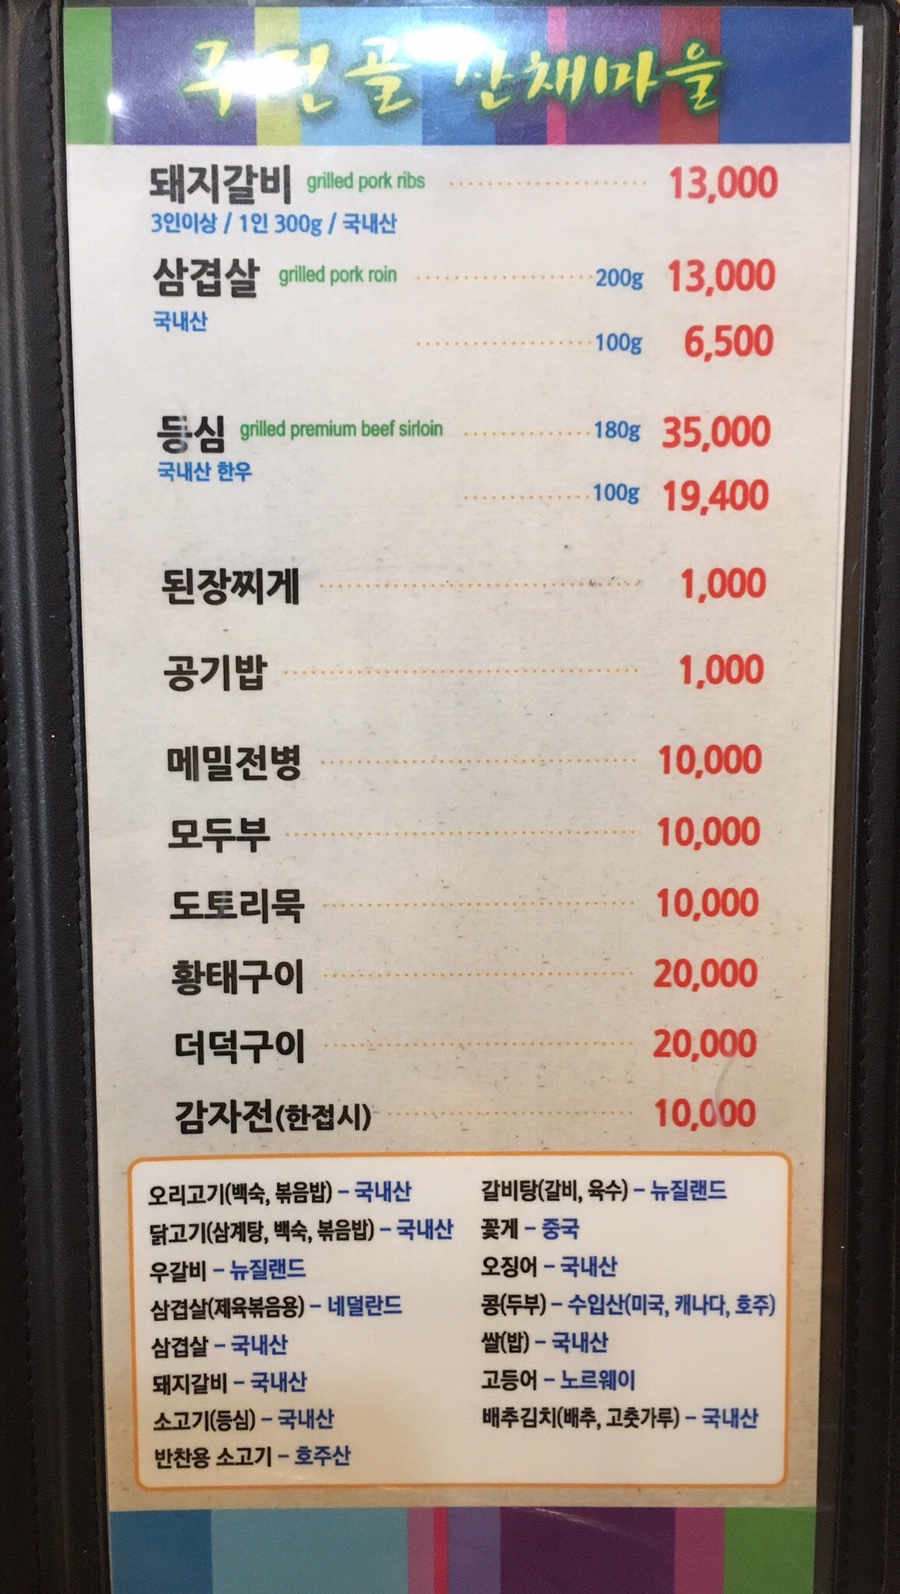 골 산채마을
돼지갈비 grilled pork ribs 13,000
3인이상 / 1인 300g / 국내산
삼겹살 grilled pork roin 200g 13,000
국내산
100g 6,500
등심 grilled premium beef sirloin 180g 35,000
국내산 한우
100g 19,400
된장찌게 1,000
공기밥 1,000
메밀전병 10,000
모두부 10,000
도토리묵 10,000
황태구이 20,000
더덕구이 20,000
감자전(한접시) 10,000
오리고기(백숙, 볶음밥) – 국내산
닭고기(삼계탕, 백숙, 볶음밥) – 국내산
우갈비 – 뉴질랜드
삼겹살(제육볶음용) – 네덜란드
삼겹살 – 국내산
돼지갈비 – 국내산
소고기(등심) – 국내산
반찬용 소고기 – 호주산
갈비탕(갈비, 육수) – 뉴질랜드
꽃게 – 중국
오징어 – 국내산
콩(두부) – 수입산(미국, 캐나다, 호주)
쌀(밥) – 국내산
고등어 – 노르웨이
배추김치(배추, 고춧가루) – 국내산